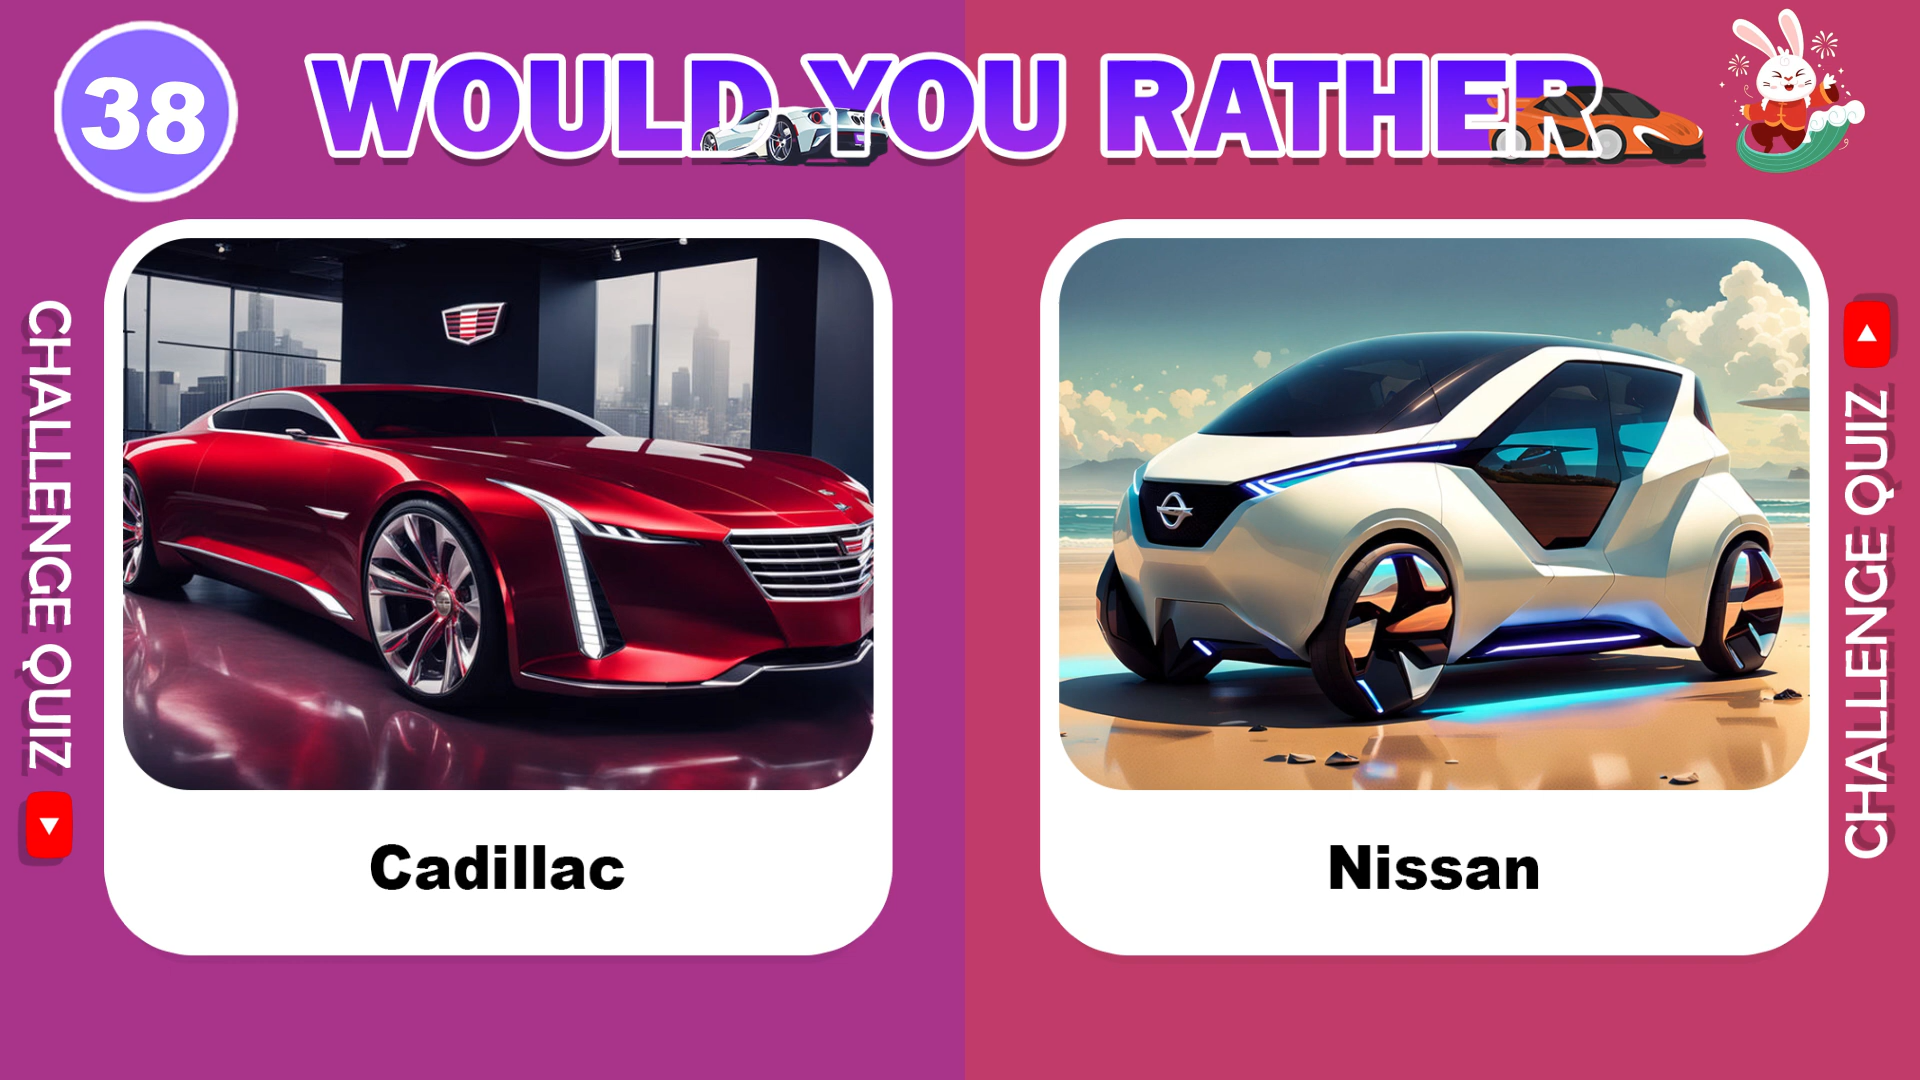 38
WOULD YOU RATHER
CHALLENGE QUIZ
Cadillac
Nissan
CHALLENGE QUIZ